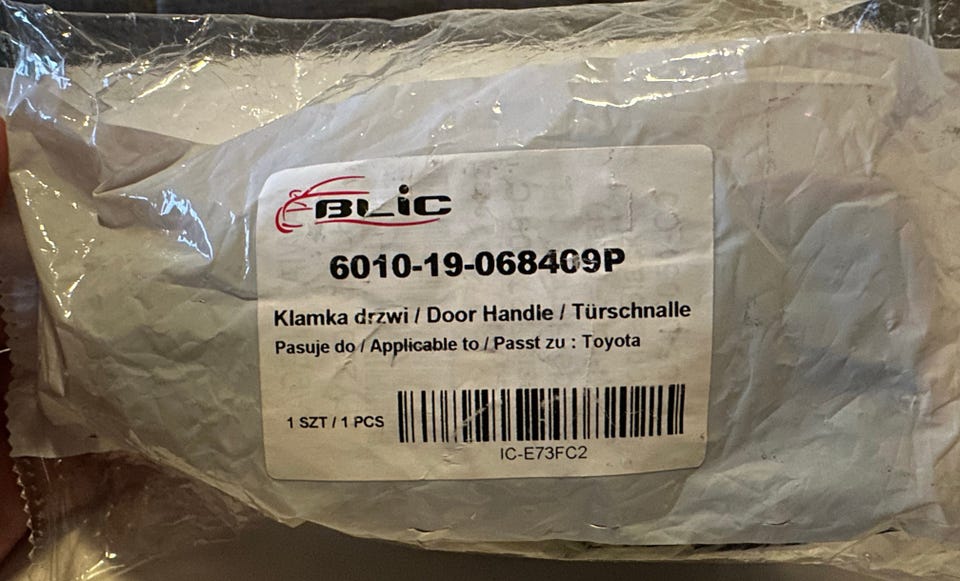 BLiC
6010-19-068409P
Klamka drzwi / Door Handle / Türschnalle
Pasuje do / Applicable to / Passt zu : Toyota
1 SZT / 1 PCS
IC-E73FC2